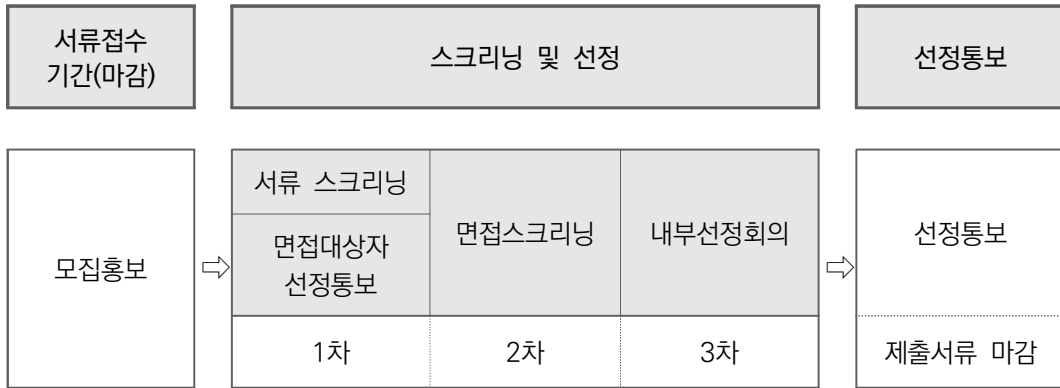 서류접수
기간(마감)
스크리닝 및 선정
선정통보
모집홍보
⇨
서류 스크리닝
면접대상자
선정통보
1차
면접스크리닝
2차
내부선정회의
3차
⇨
선정통보
제출서류 마감